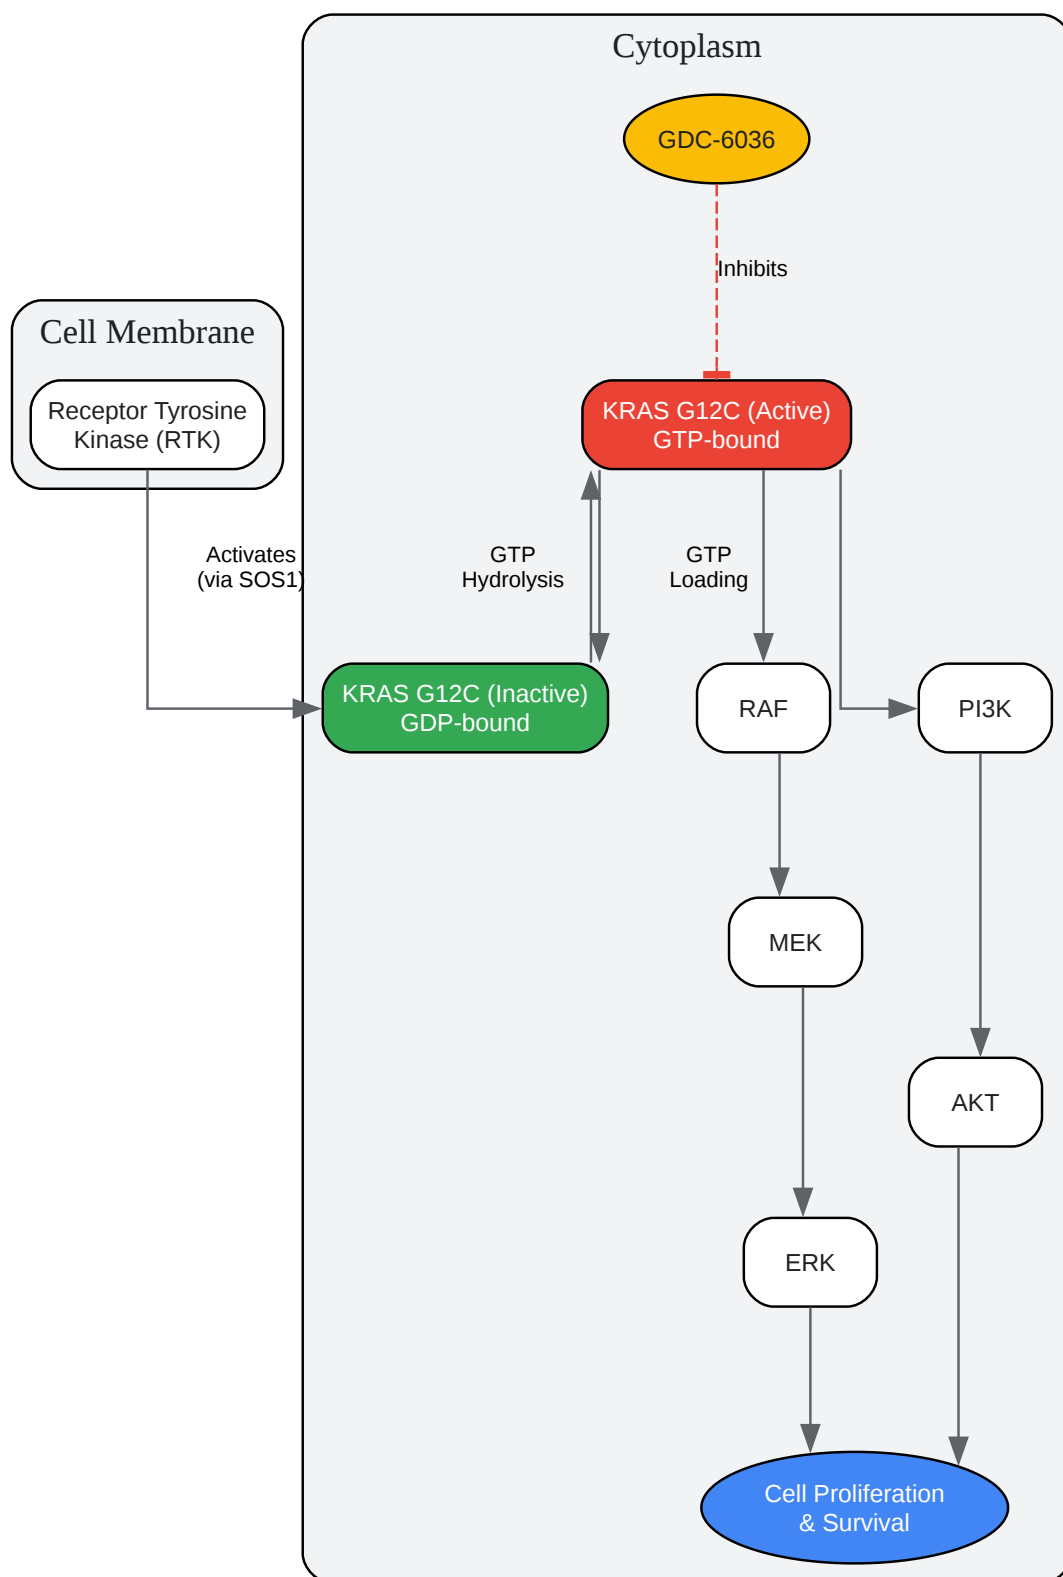 Cytoplasm
GDC-6036
Inhibits
Cell Membrane
Receptor Tyrosine
Kinase (RTK)
KRAS G12C (Active)
GTP-bound
Activates
(via SOS1)
GTP
Hydrolysis
GTP
Loading
KRAS G12C (Inactive)
GDP-bound
RAF
PI3K
MEK
AKT
ERK
Cell Proliferation
& Survival